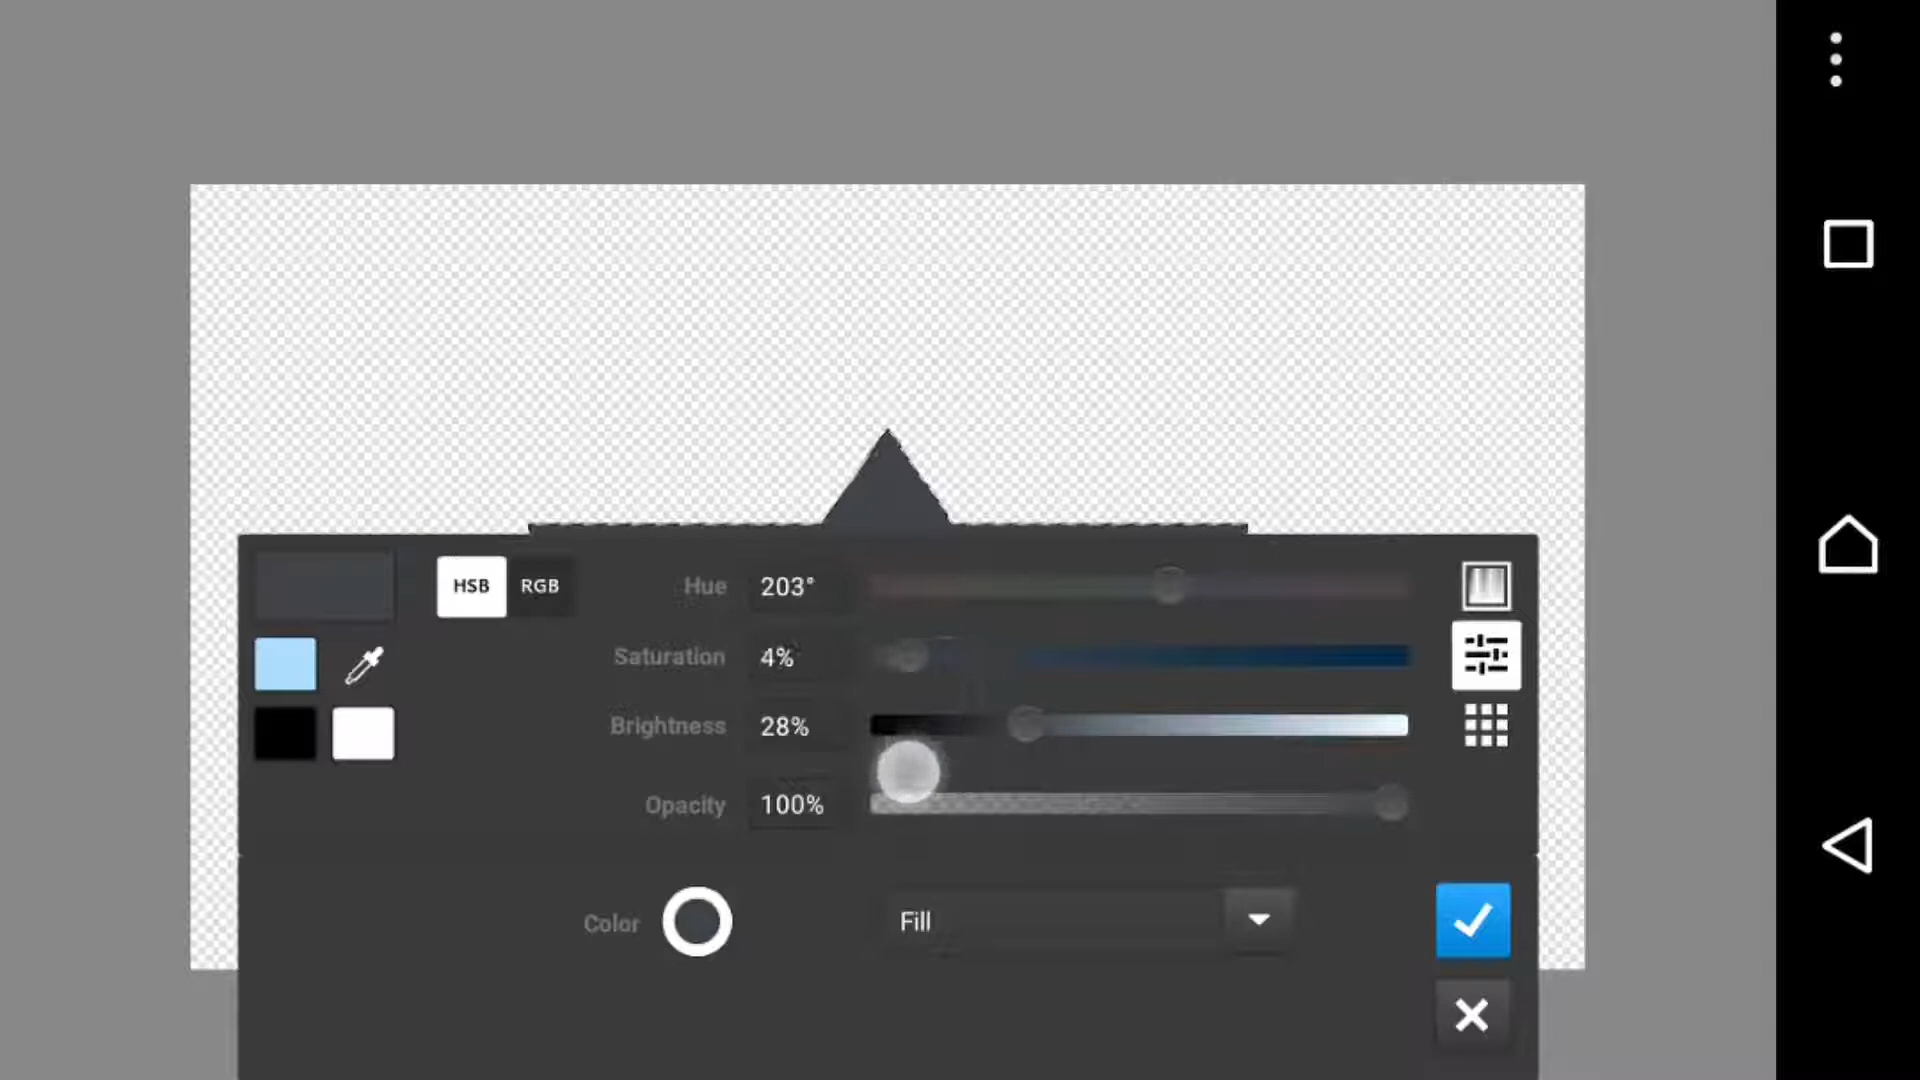 HSB RGB Hue 203°
Saturation 4%
Brightness 28%
Opacity 100%
Color Fill